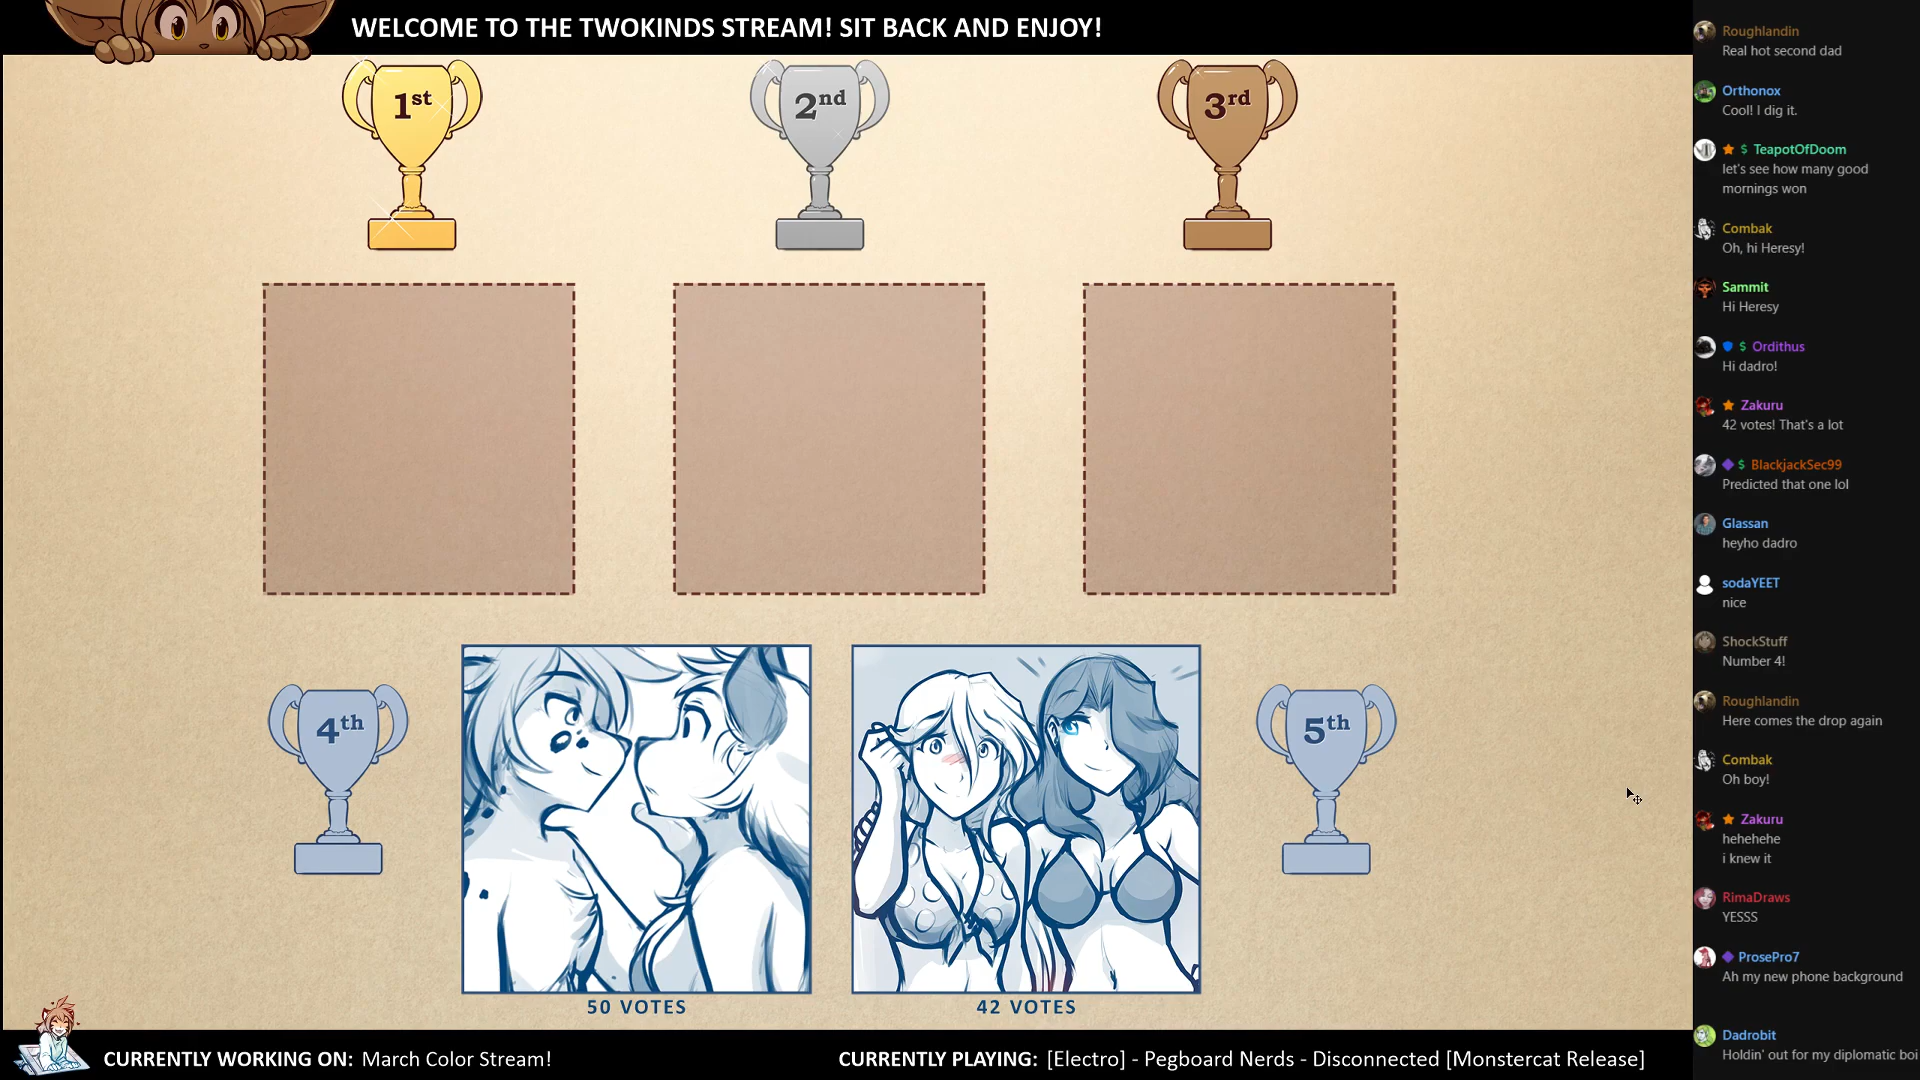 WELCOME TO THE TWOKINDS STREAM! SIT BACK AND ENJOY!
1st
2nd
3rd
4th
5th
50 VOTES
42 VOTES
CURRENTLY WORKING ON: March Color Stream!
CURRENTLY PLAYING: [Electro] - Pegboard Nerds - Disconnected [Monstercat Release]
Roughlandin
Real hot second dad
Orthonox
Cool! I dig it.
$ TeapotOfDoom
let's see how many good
mornings won
Combak
Oh, hi Heresy!
Sammit
Hi Heresy
$ Ordithus
Hi dadro!
Zakuru
42 votes! That's a lot
$ BlackjackSec99
Predicted that one lol
Glassan
heyho dadro
sodaYEET
nice
ShockStuff
Number 4!
Roughlandin
Here comes the drop again
Combak
Oh boy!
Zakuru
hehehehe
i knew it
RimaDraws
YESSS
ProsePro7
Ah my new phone background
Dadrobit
Holdin' out for my diplomatic boi